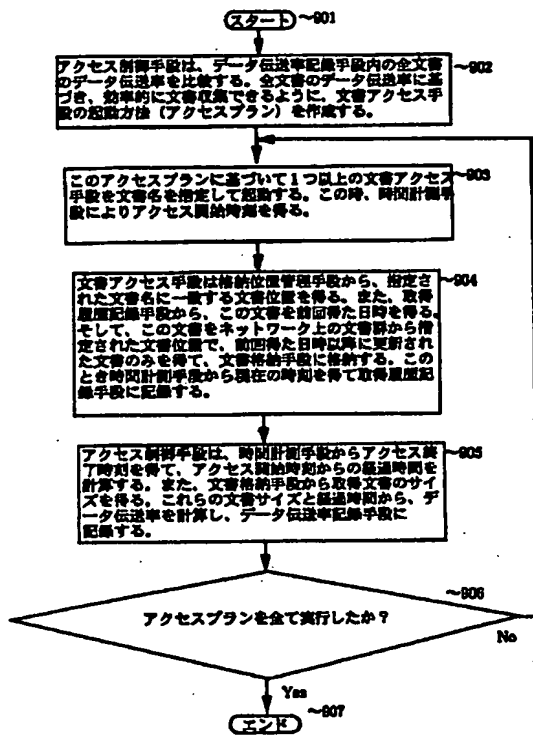 スタート ~901
アクセス制御手段は、データ伝送率記録手段内の全文書 ~902
のデータ伝送率を比較する。全文書のデータ伝送率に基
づき、効率的に文書収集できるように、文書アクセス手
段の起動方法（アクセスプラン）を作成する。
このアクセスプランに基づいて1つ以上の文書アクセス ~903
手段を文書名を指定して起動する。この時、時間計測手
段によりアクセス開始時刻を得る。
文書アクセス手段は格納位置管理手段から、指定さ ~904
れた文書名に一致する文書位置を得る。また、取得
履歴記録手段から、この文書を前回得た日時を得る。
そして、この文書をネットワーク上の文書群から指
定された文書位置で、前回得た日時以降に更新され
た文書のみを得て、文書格納手段に格納する。この
とき時間計測手段から現在の時刻を得て取得履歴記
録手段に記録する。
アクセス制御手段は、時間計測手段からアクセス終 ~905
了時刻を得て、アクセス開始時刻からの経過時間を
計算する。また、文書格納手段から取得文書のサイ
ズを得る。これらの文書サイズと経過時間から、デ
ータ伝送率を計算し、データ伝送率記録手段に
記録する。
~906
アクセスプランを全て実行したか？
No
Yes
エンド ~907